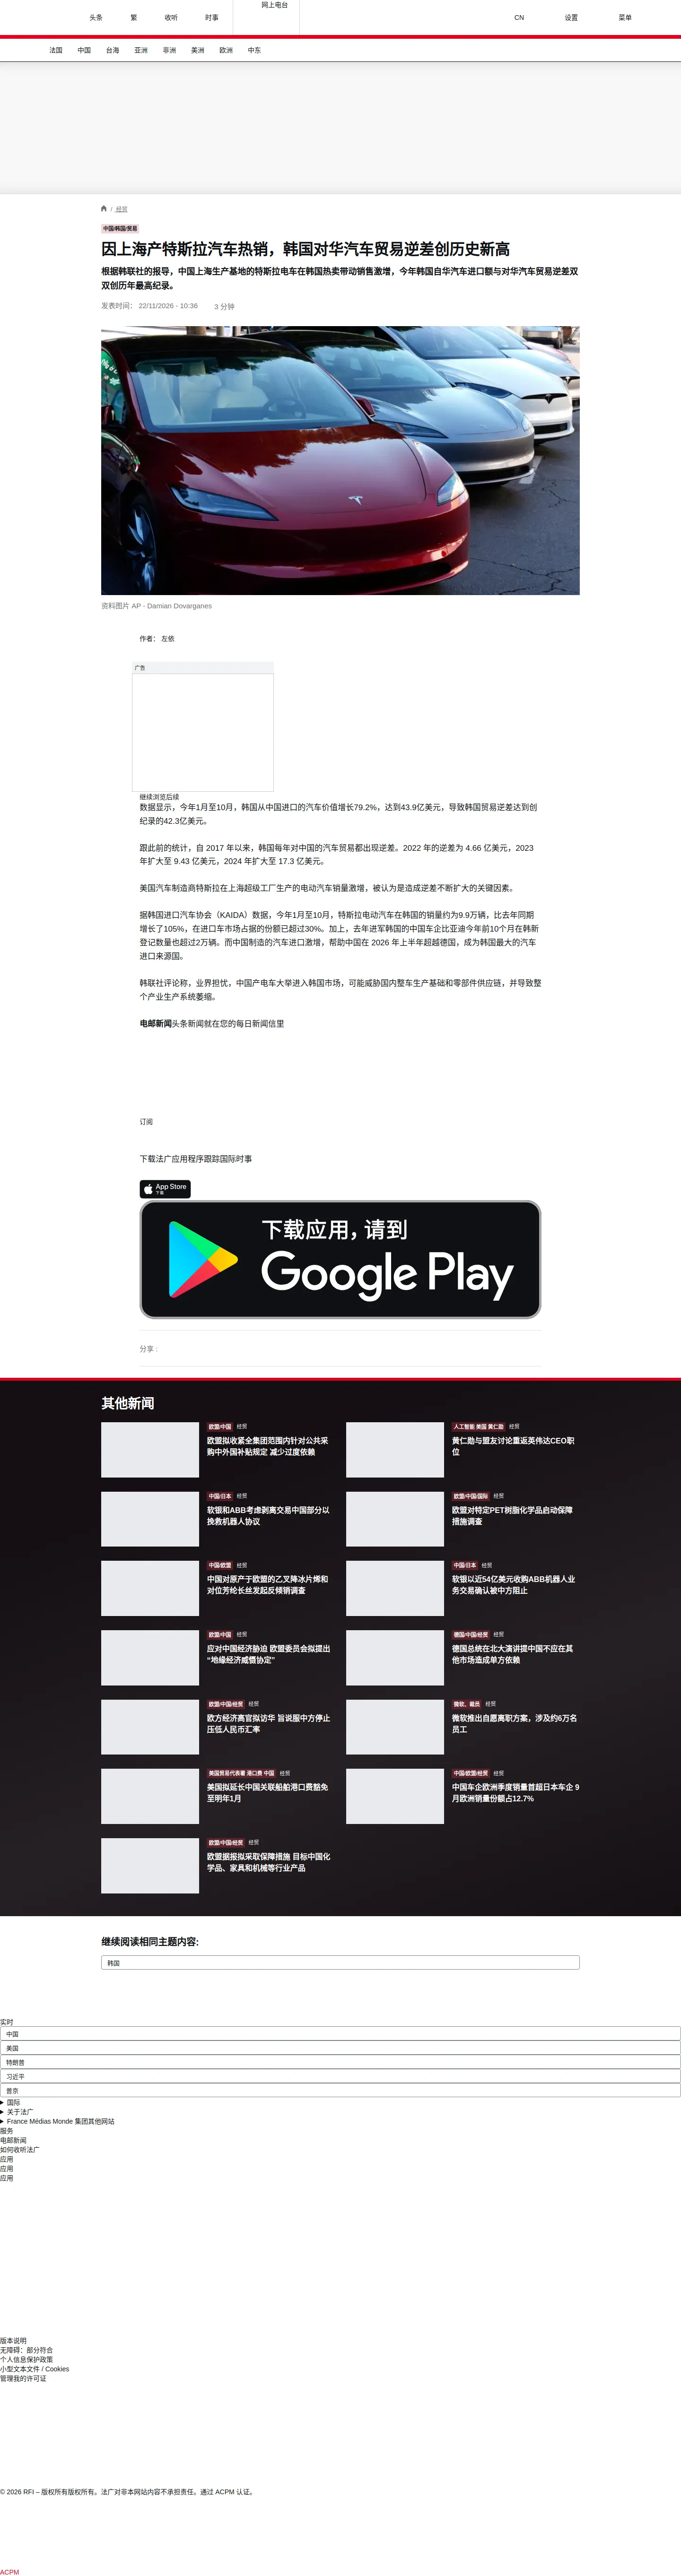 头条
繁
收听
时事
网上电台
CN
设置
菜单
法国
中国
台海
亚洲
非洲
美洲
欧洲
中东
/ 经贸
中国/韩国/贸易
因上海产特斯拉汽车热销，韩国对华汽车贸易逆差创历史新高
根据韩联社的报导，中国上海生产基地的特斯拉电车在韩国热卖带动销售激增，今年韩国自华汽车进口额与对华汽车贸易逆差双
双创历年最高纪录。
发表时间： 22/11/2026 - 10:36
3 分钟
资料图片 AP - Damian Dovarganes
作者： 左依
广告
继续浏览后续
数据显示，今年1月至10月，韩国从中国进口的汽车价值增长79.2%，达到43.9亿美元，导致韩国贸易逆差达到创
纪录的42.3亿美元。
跟此前的统计，自 2017 年以来，韩国每年对中国的汽车贸易都出现逆差。2022 年的逆差为 4.66 亿美元，2023
年扩大至 9.43 亿美元，2024 年扩大至 17.3 亿美元。
美国汽车制造商特斯拉在上海超级工厂生产的电动汽车销量激增，被认为是造成逆差不断扩大的关键因素。
据韩国进口汽车协会（KAIDA）数据，今年1月至10月，特斯拉电动汽车在韩国的销量约为9.9万辆，比去年同期
增长了105%，在进口车市场占据的份额已超过30%。加上，去年进军韩国的中国车企比亚迪今年前10个月在韩新
登记数量也超过2万辆。而中国制造的汽车进口激增，帮助中国在 2026 年上半年超越德国，成为韩国最大的汽车
进口来源国。
韩联社评论称，业界担忧，中国产电车大举进入韩国市场，可能威胁国内整车生产基础和零部件供应链，并导致整
个产业生产系统萎缩。
电邮新闻头条新闻就在您的每日新闻信里
订阅
下载法广应用程序跟踪国际时事
App Store
下载
下载应用，请到
Google Play
分享 :
其他新闻
欧盟/中国 经贸
欧盟拟收紧全集团范围内针对公共采
购中外国补贴规定 减少过度依赖
人工智能 美国 黄仁勋 经贸
黄仁勋与盟友讨论重返英伟达CEO职
位
中国/日本 经贸
软银和ABB考虑剥离交易中国部分以
挽救机器人协议
欧盟/中国/国际 经贸
欧盟对特定PET树脂化学品启动保障
措施调查
中国/欧盟 经贸
中国对原产于欧盟的乙叉降冰片烯和
对位芳纶长丝发起反倾销调查
中国/日本 经贸
软银以近54亿美元收购ABB机器人业
务交易确认被中方阻止
欧盟/中国 经贸
应对中国经济胁迫 欧盟委员会拟提出
“地缘经济威慑协定”
德国/中国/经贸 经贸
德国总统在北大演讲提中国不应在其
他市场造成单方依赖
欧盟/中国/经贸 经贸
欧方经济高官拟访华 旨说服中方停止
压低人民币汇率
微软、裁员 经贸
微软推出自愿离职方案，涉及约6万名
员工
美国贸易代表署 港口费 中国 经贸
美国拟延长中国关联船舶港口费豁免
至明年1月
中国/欧盟/经贸 经贸
中国车企欧洲季度销量首超日本车企 9
月欧洲销量份额占12.7%
欧盟/中国/经贸 经贸
欧盟据报拟采取保障措施 目标中国化
学品、家具和机械等行业产品
继续阅读相同主题内容:
韩国
实时
中国
美国
特朗普
习近平
普京
国际
关于法广
France Médias Monde 集团其他网站
服务
电邮新闻
如何收听法广
应用
应用
应用
版本说明
无障碍：部分符合
个人信息保护政策
小型文本文件 / Cookies
管理我的许可证
© 2026 RFI – 版权所有版权所有。法广对非本网站内容不承担责任。通过 ACPM 认证。
ACPM